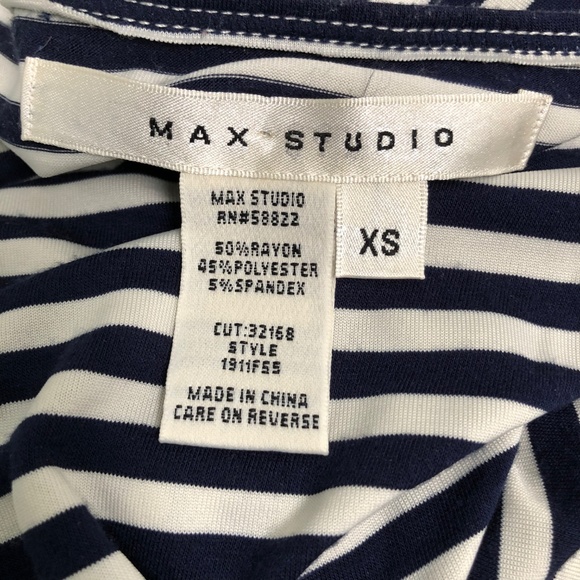 MAX STUDIO
MAX STUDIO
RN#58822
50%RAYON
45%POLYESTER
5%SPANDEX
CUT:32168
STYLE
1911F55
MADE IN CHINA
CARE ON REVERSE
XS